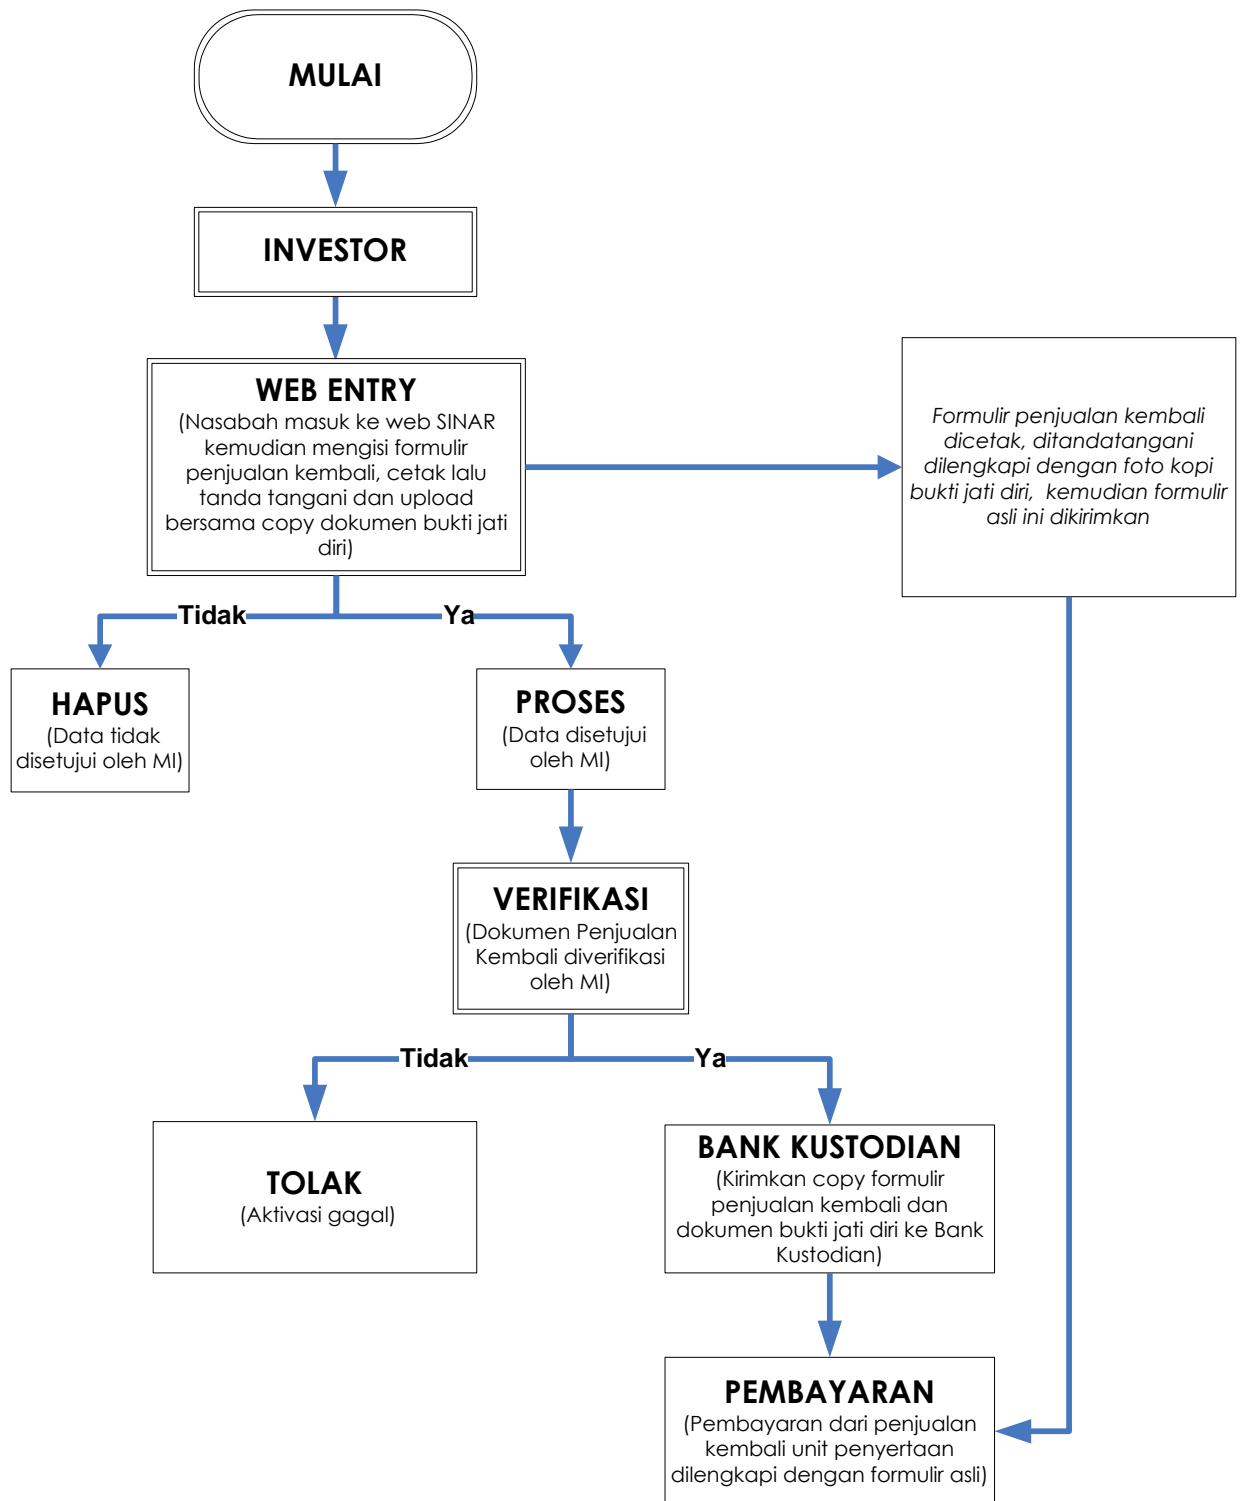 MULAI
INVESTOR
WEB ENTRY
(Nasabah masuk ke web SINAR
kemudian mengisi formulir
penjualan kembali, cetak lalu
tanda tangani dan upload
bersama copy dokumen bukti jati
diri)
Formulir penjualan kembali
dicetak, ditandatangani
dilengkapi dengan foto kopi
bukti jati diri,  kemudian formulir
asli ini dikirimkan
Tidak
Ya
HAPUS
(Data tidak
disetujui oleh MI)
PROSES
(Data disetujui
oleh MI)
VERIFIKASI
(Dokumen Penjualan
Kembali diverifikasi
oleh MI)
Tidak
Ya
TOLAK
(Aktivasi gagal)
BANK KUSTODIAN
(Kirimkan copy formulir
penjualan kembali dan
dokumen bukti jati diri ke Bank
Kustodian)
PEMBAYARAN
(Pembayaran dari penjualan
kembali unit penyertaan
dilengkapi dengan formulir asli)